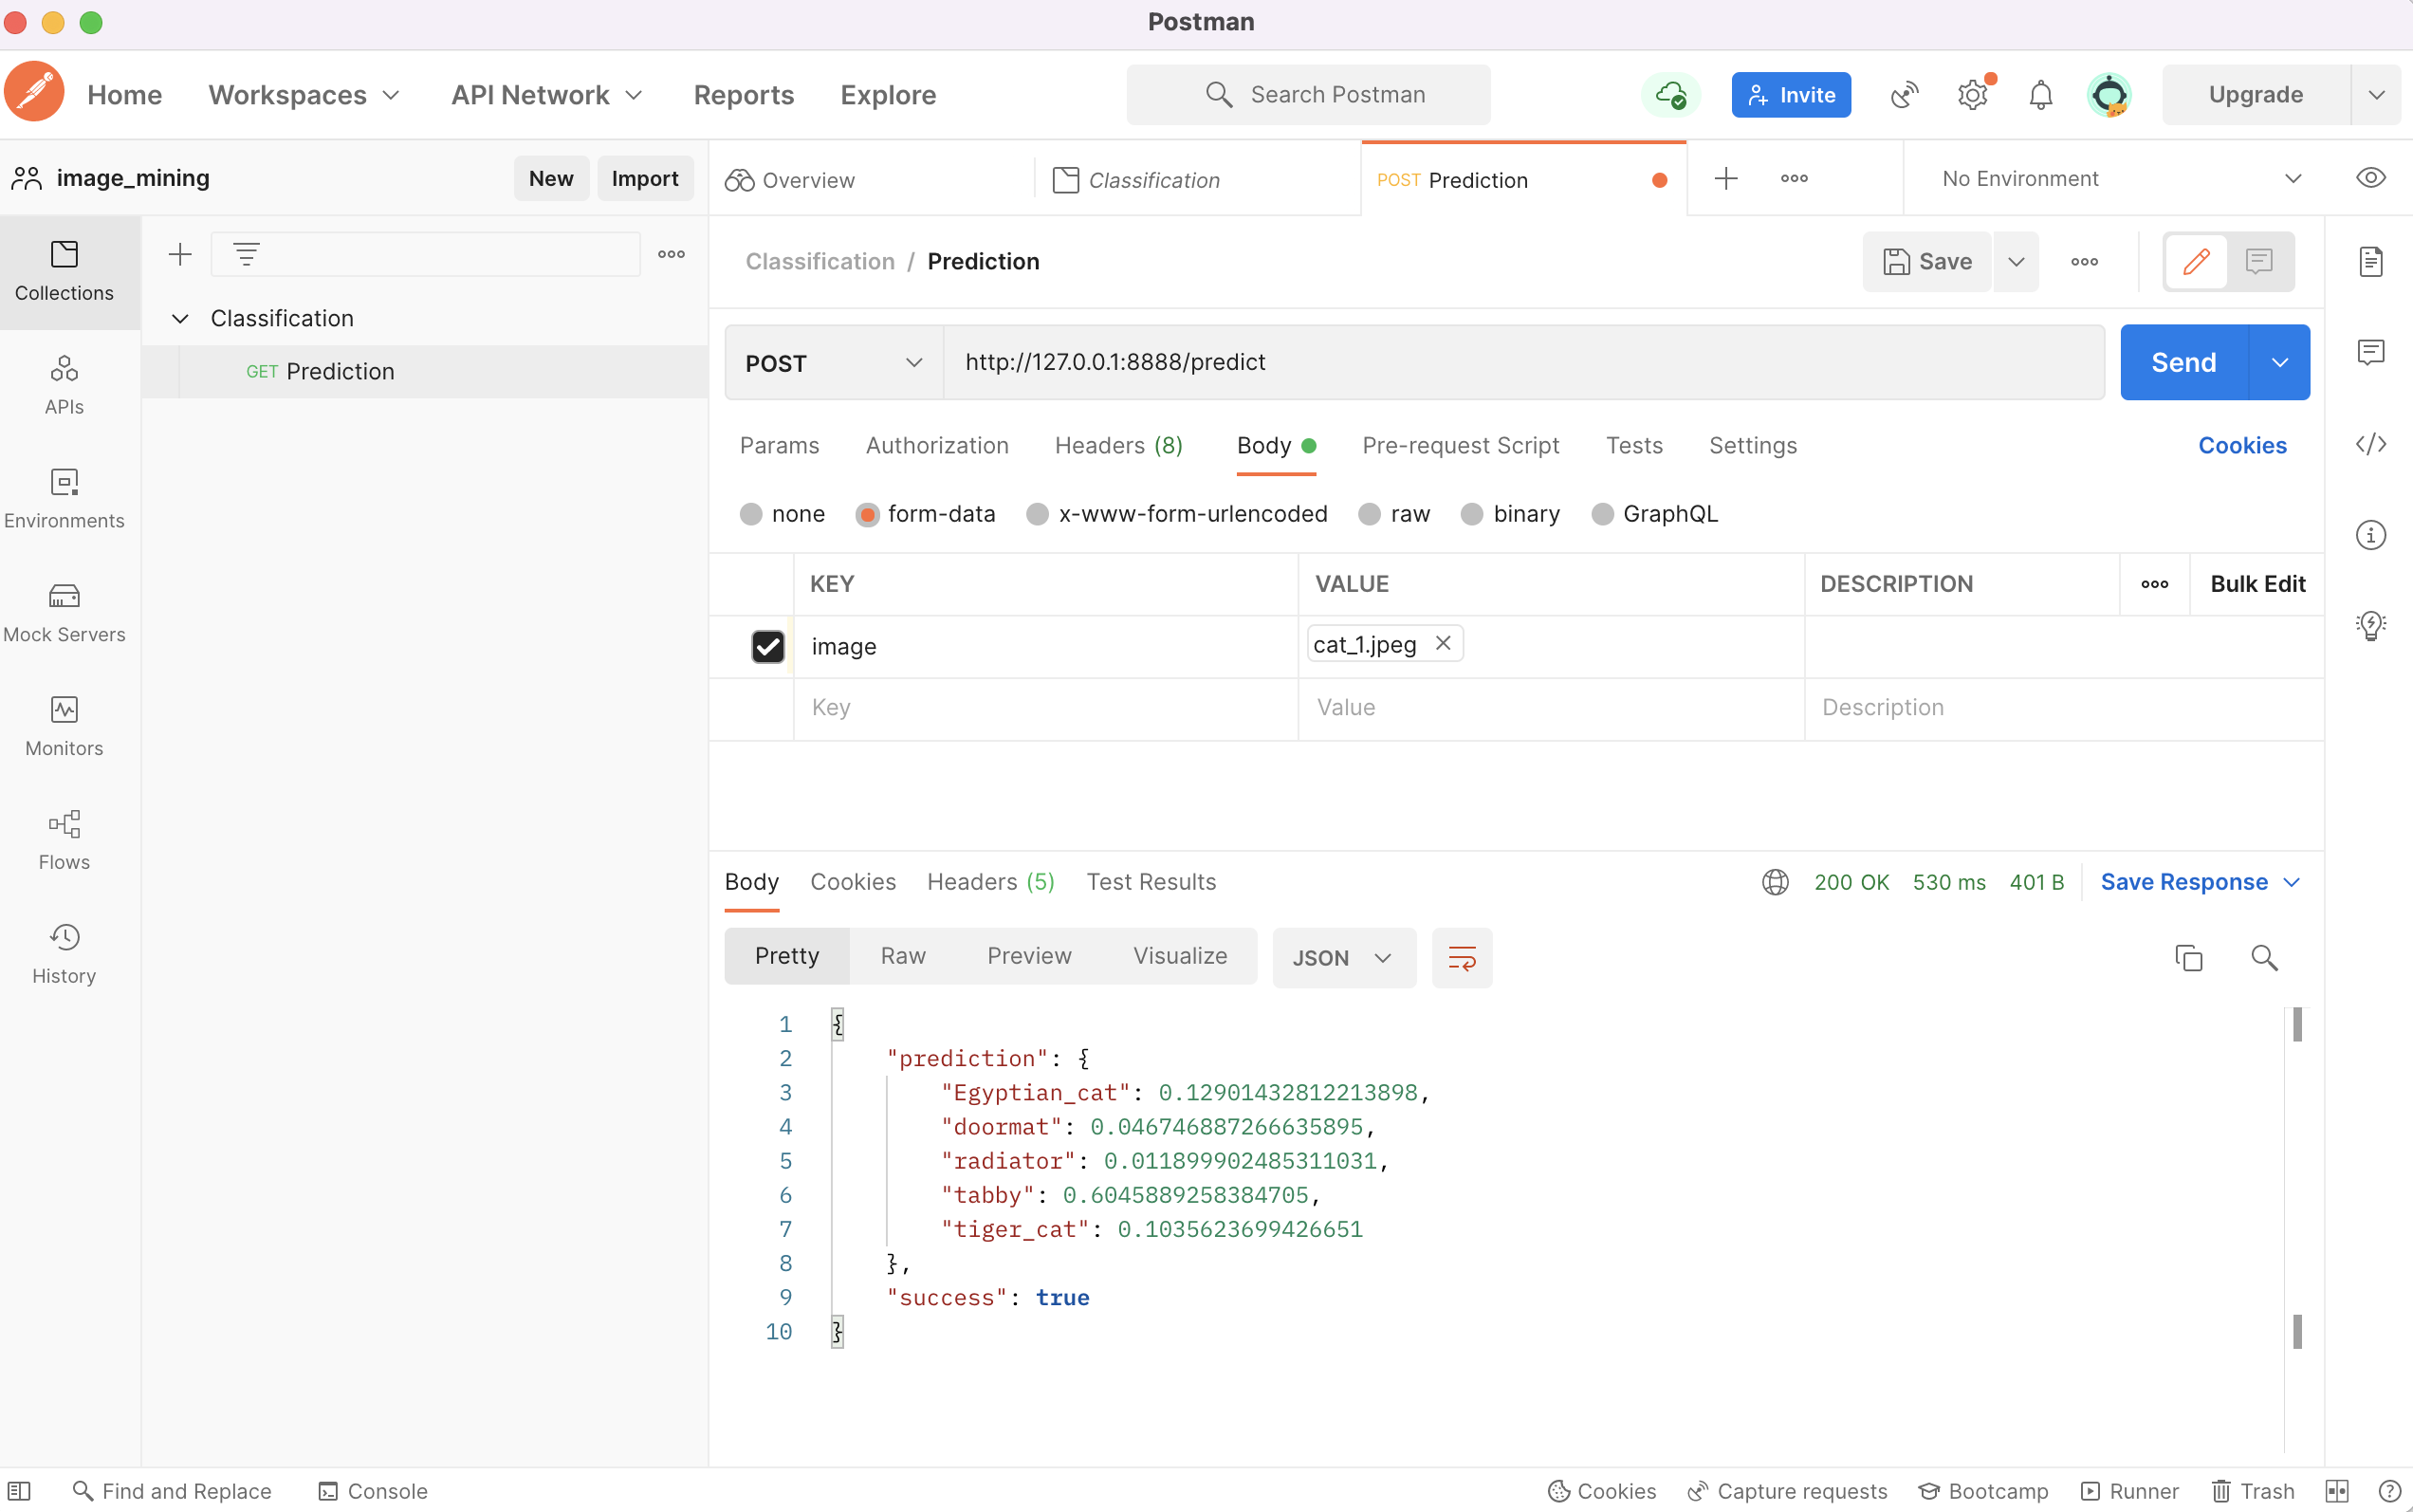 Postman
Home Workspaces API Network Reports Explore Search Postman Invite Upgrade
image_mining New Import Overview Classification POST Prediction No Environment
Collections
APIs
Environments
Mock Servers
Monitors
Flows
History
Classification
GET Prediction
Classification / Prediction Save
POST http://127.0.0.1:8888/predict Send
Params Authorization Headers (8) Body Pre-request Script Tests Settings Cookies
none form-data x-www-form-urlencoded raw binary GraphQL
KEY VALUE DESCRIPTION Bulk Edit
image cat_1.jpeg
Key Value Description
Body Cookies Headers (5) Test Results 200 OK 530 ms 401 B Save Response
Pretty Raw Preview Visualize JSON
1 {
2 "prediction": {
3 "Egyptian_cat": 0.12901432812213898,
4 "doormat": 0.046746887266635895,
5 "radiator": 0.011899902485311031,
6 "tabby": 0.6045889258384705,
7 "tiger_cat": 0.1035623699426651
8 },
9 "success": true
10 }
Find and Replace Console Cookies Capture requests Bootcamp Runner Trash